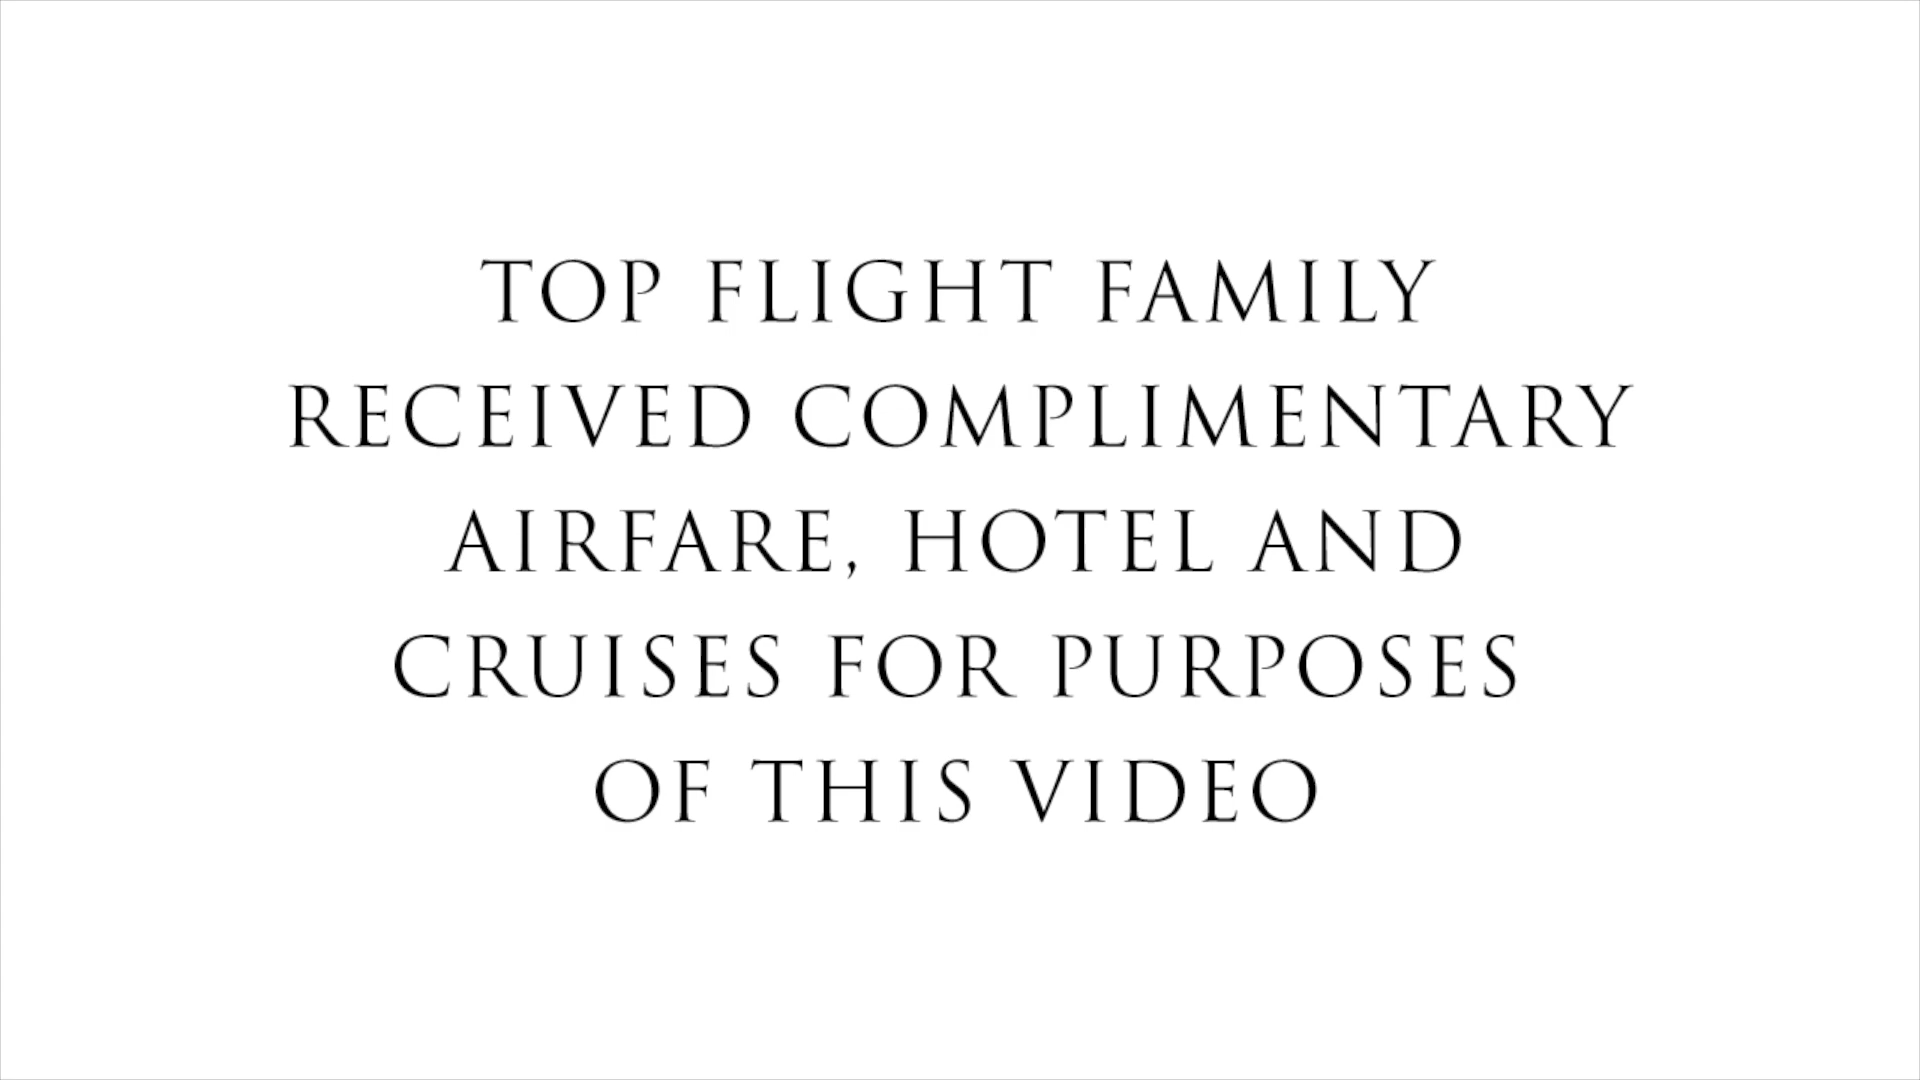 TOP FLIGHT FAMILY
RECEIVED COMPLIMENTARY
AIRFARE, HOTEL AND
CRUISES FOR PURPOSES
OF THIS VIDEO